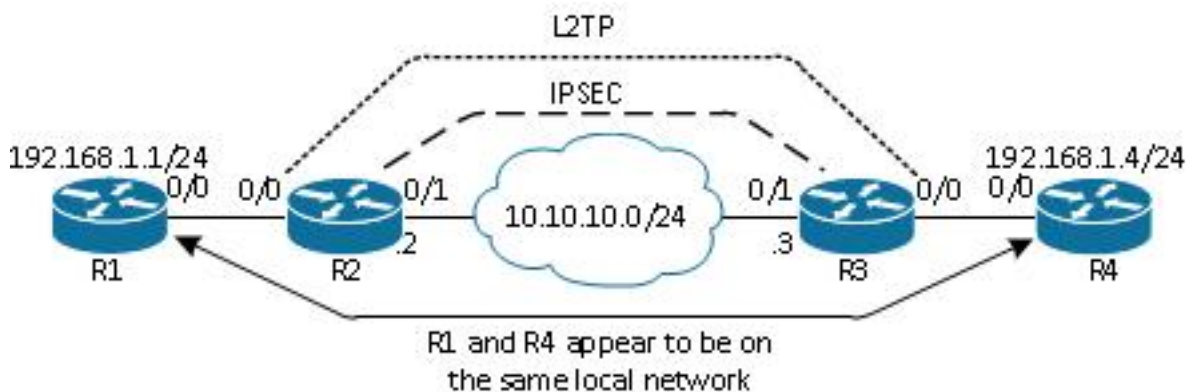 L2TP
IPSEC
192.168.1.1/24
192.168.1.4/24
0/0
0/0
0/1
10.10.10.0/24
0/1
0/0
0/0
.2
.3
R1
R2
R3
R4
R1 and R4 appear to be on
the same local network